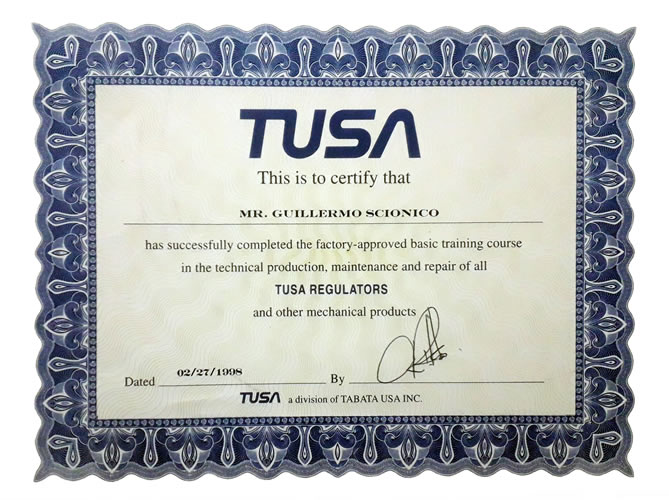 TUSA
This is to certify that
MR. GUILLERMO SCIONICO
has successfully completed the factory-approved basic training course
in the technical production, maintenance and repair of all
TUSA REGULATORS
and other mechanical products
Dated 02/27/1998 By
TUSA a division of TABATA USA INC.